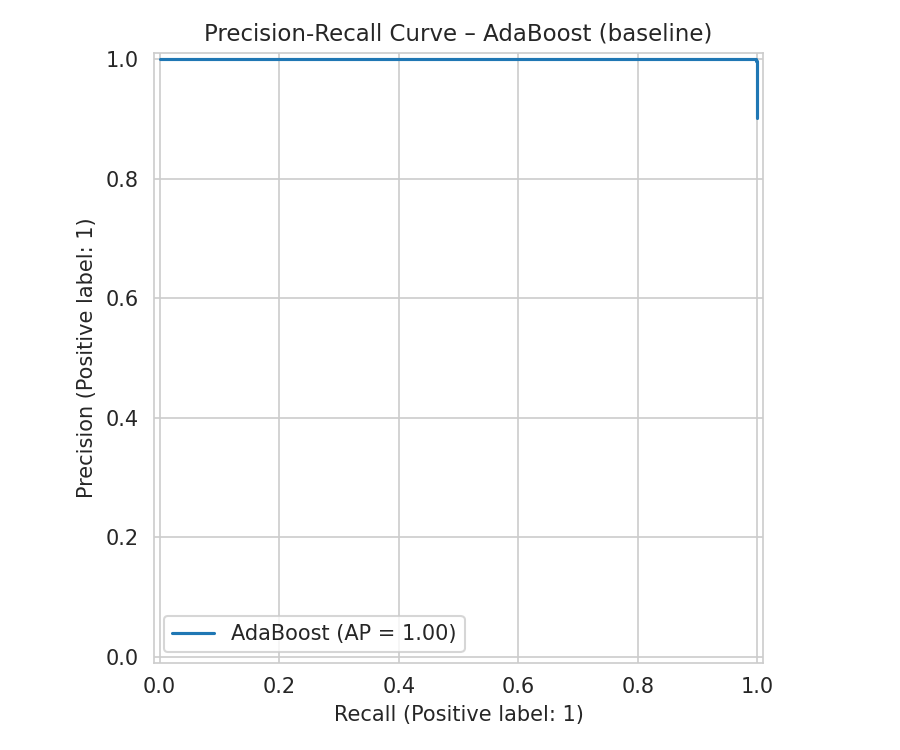 Precision-Recall Curve – AdaBoost (baseline)
1.0
0.8
0.6
0.4
0.2
0.0
Precision (Positive label: 1)
AdaBoost (AP = 1.00)
0.0 0.2 0.4 0.6 0.8 1.0
Recall (Positive label: 1)